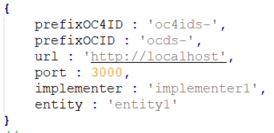 {
prefixOC4ID : 'oc4ids-',
prefixOCID : 'ocds-',
url : 'http://localhost',
port : 3000,
implementer : 'implementer1',
entity : 'entity1'
}